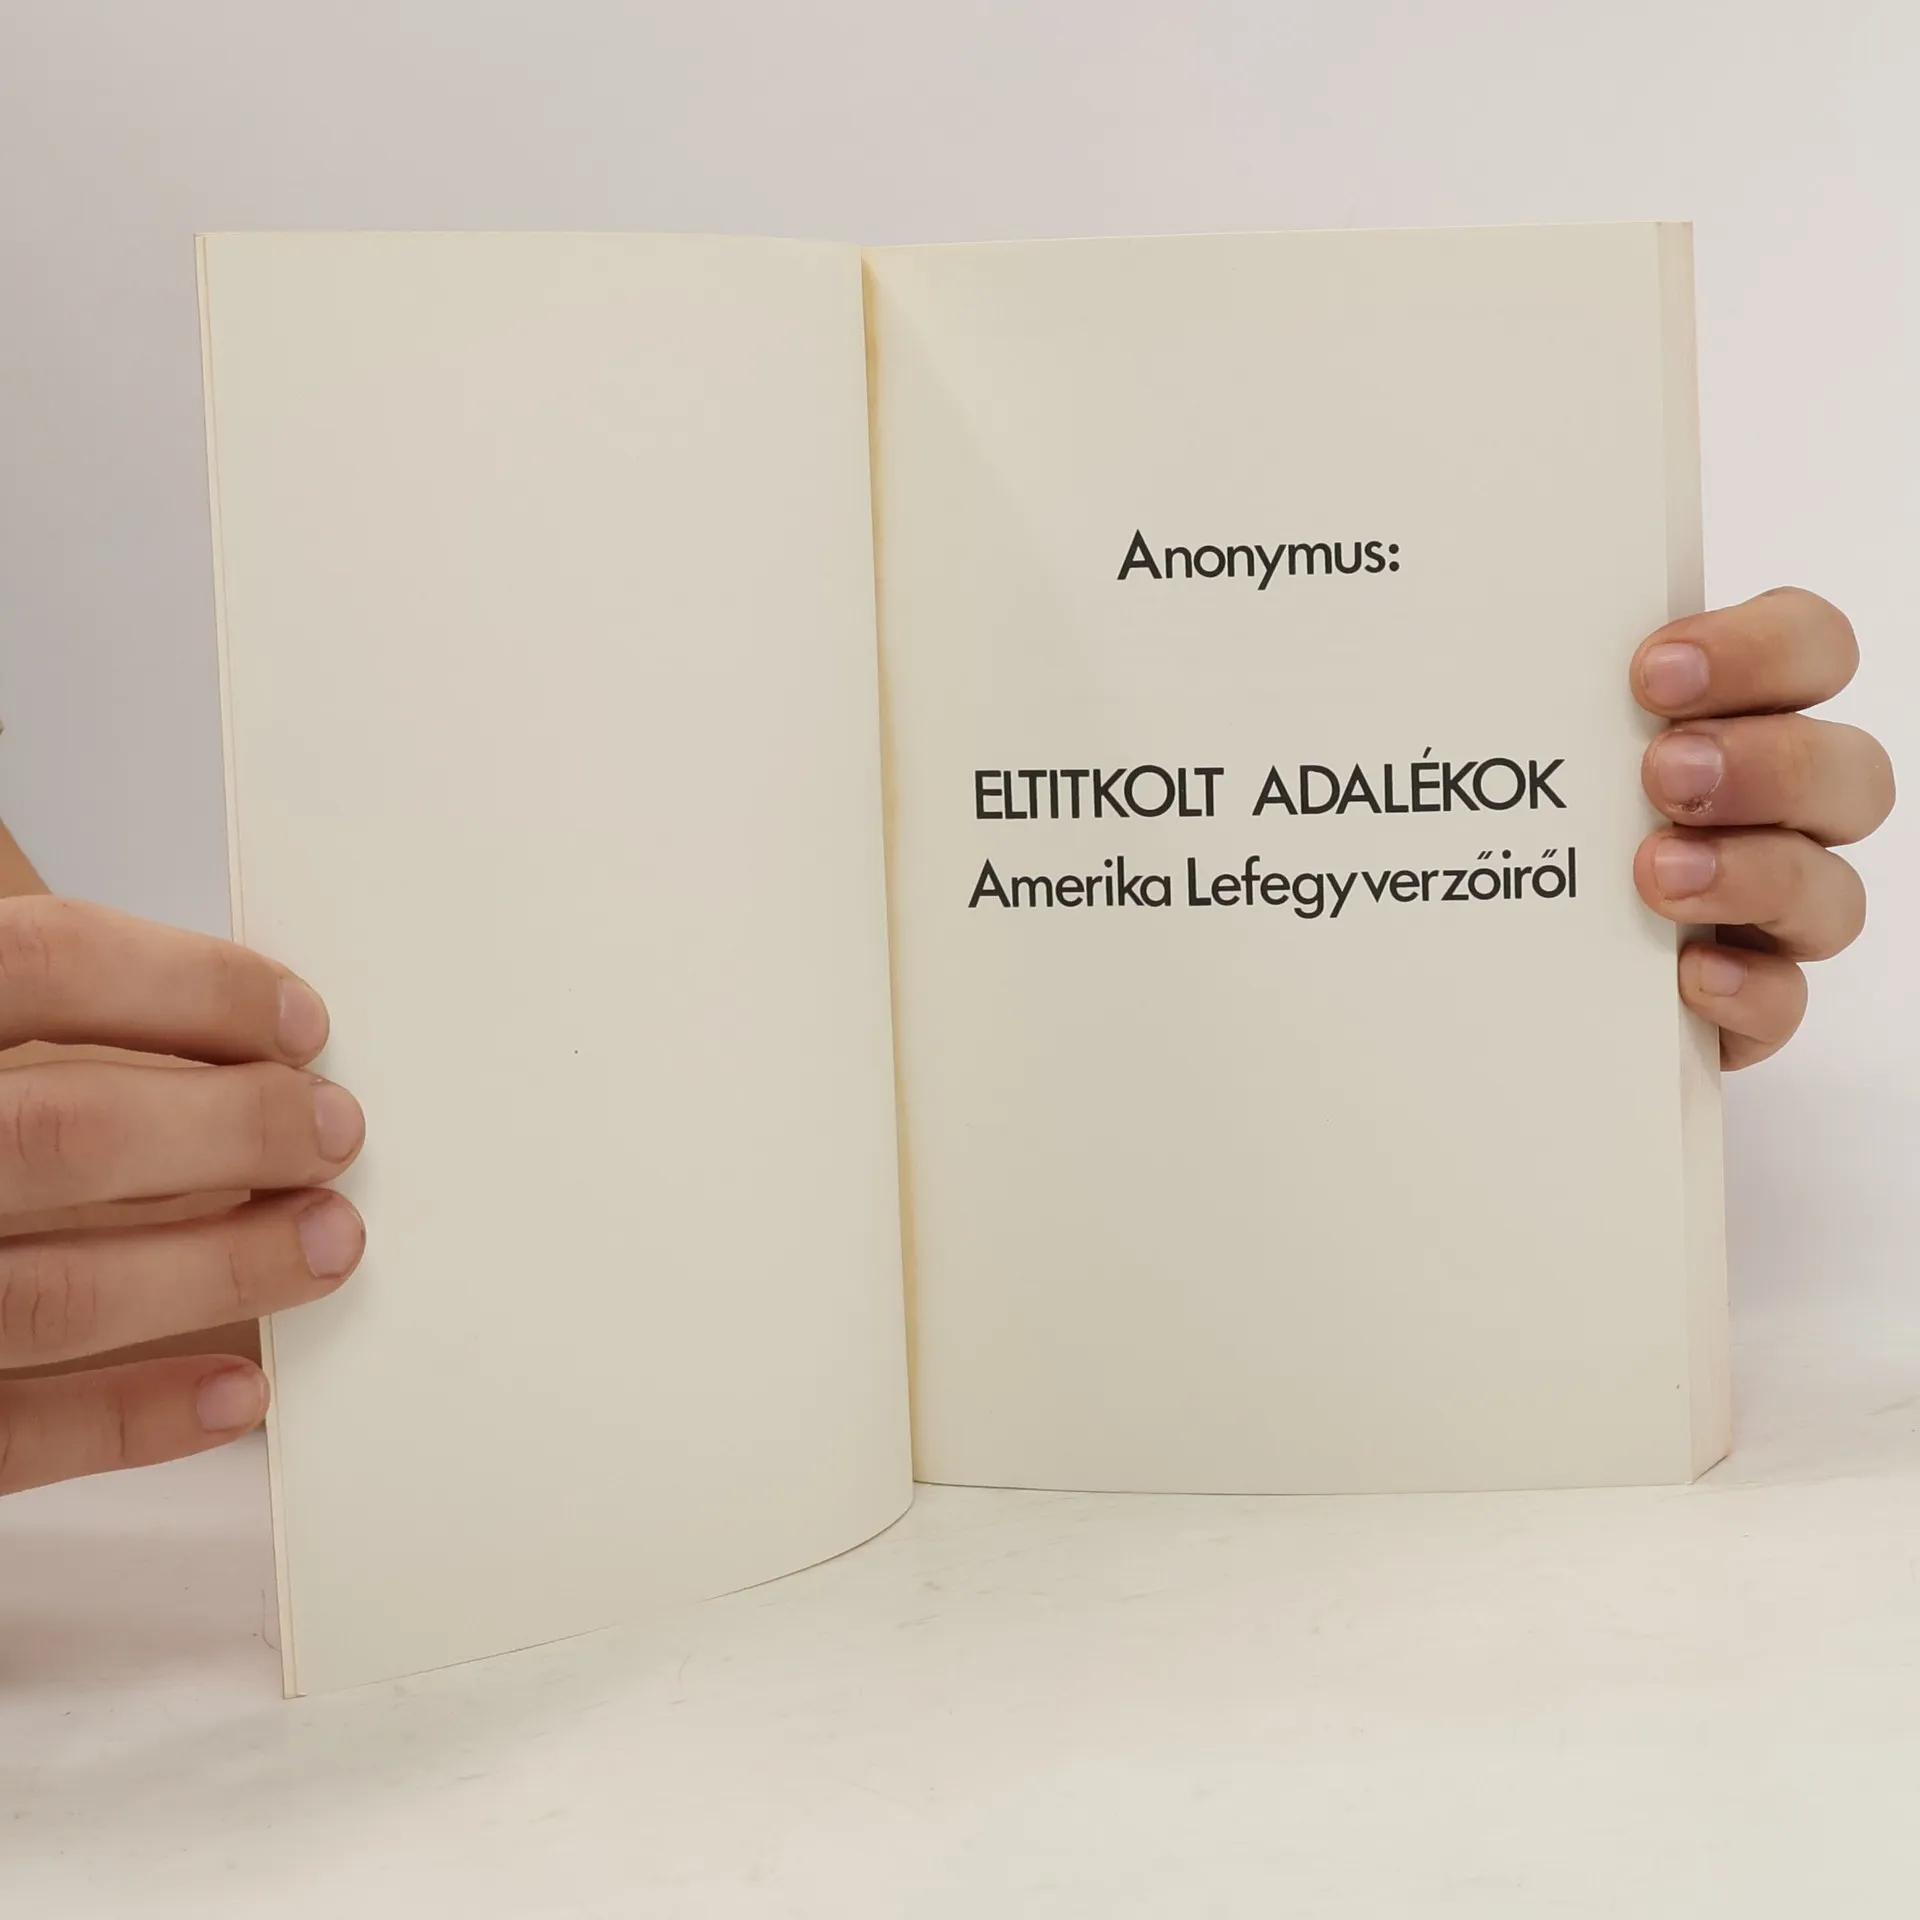 Anonymus:
ELTITKOLT ADALÉKOK
Amerika Lefegyverzőiről